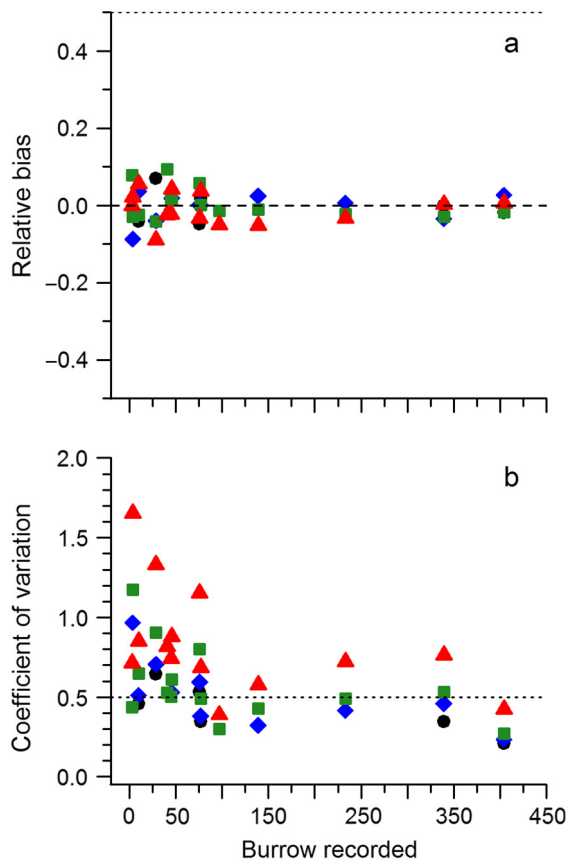 a
0.4
0.2
0.0
−0.2
−0.4
Relative bias
b
2.0
1.5
1.0
0.5
0.0
Coefficient of variation
0 50 150 250 350 450
Burrow recorded